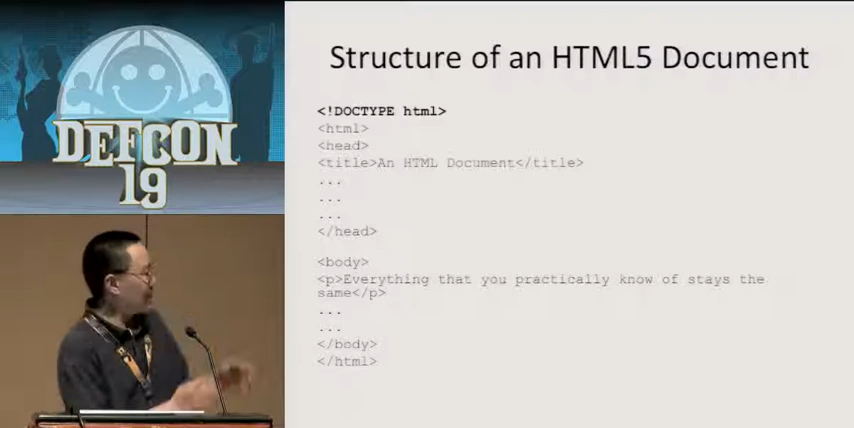 DEFCON
19
Structure of an HTML5 Document
<!DOCTYPE html>
<html>
<head>
<title>An HTML Document</title>
...
...
...
</head>
<body>
<p>Everything that you practically know of stays the
same</p>
...
...
</body>
</html>